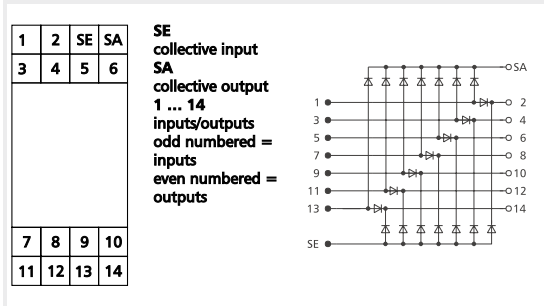 1 2 SE SA
3 4 5 6
7 8 9 10
11 12 13 14
SE
collective input
SA
collective output
1 ... 14
inputs/outputs
odd numbered =
inputs
even numbered =
outputs
SA
1 2
3 4
5 6
7 8
9 10
11 12
13 14
SE